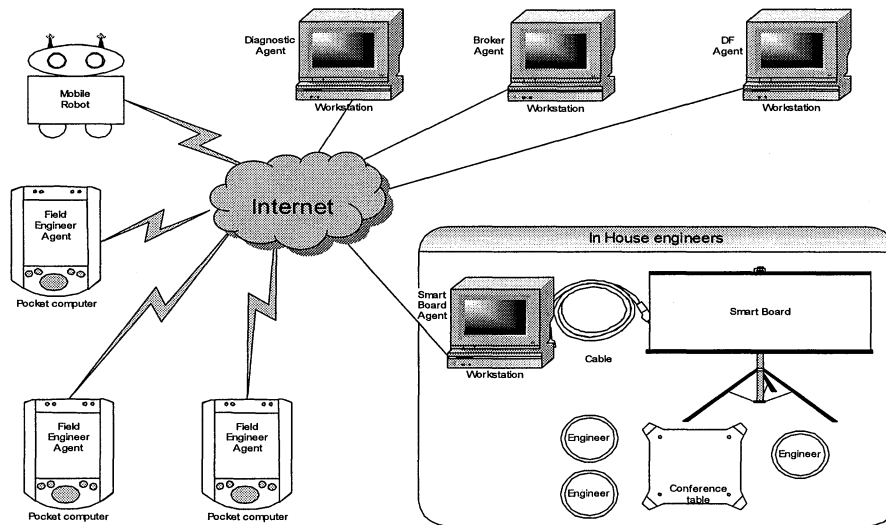 Diagnostic
Agent
Workstation
Broker
Agent
Workstation
DF
Agent
Workstation
Mobile
Robot
Internet
Field
Engineer
Agent
Pocket computer
In House engineers
Smart
Board
Agent
Workstation
Cable
Smart Board
Field
Engineer
Agent
Pocket computer
Field
Engineer
Agent
Pocket computer
Engineer
Engineer
Conference
table
Engineer